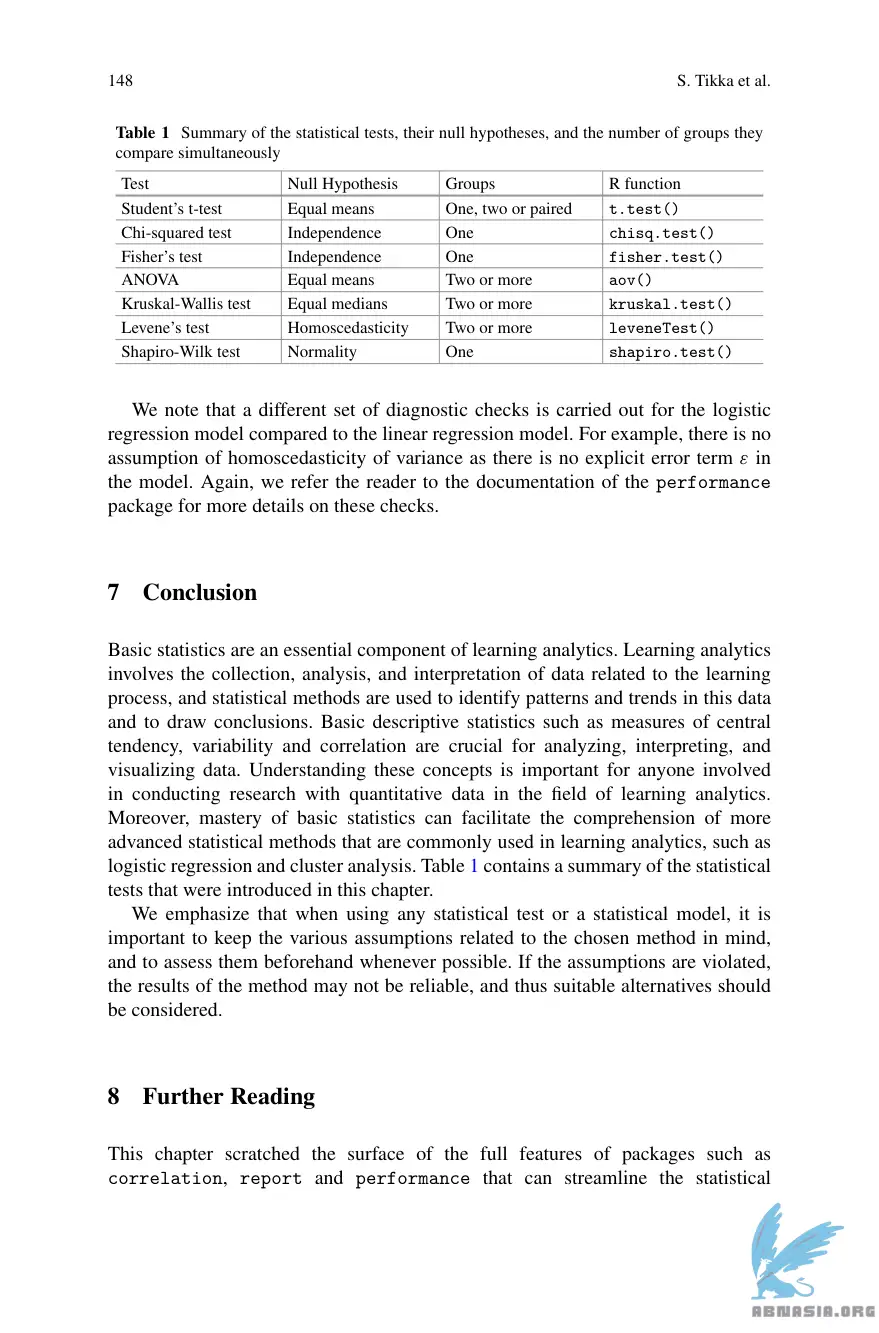 148
S. Tikka et al.
Table 1 Summary of the statistical tests, their null hypotheses, and the number of groups they
compare simultaneously
Test Null Hypothesis Groups R function
Student’s t-test Equal means One, two or paired t.test()
Chi-squared test Independence One chisq.test()
Fisher’s test Independence One fisher.test()
ANOVA Equal means Two or more aov()
Kruskal-Wallis test Equal medians Two or more kruskal.test()
Levene’s test Homoscedasticity Two or more leveneTest()
Shapiro-Wilk test Normality One shapiro.test()
We note that a different set of diagnostic checks is carried out for the logistic
regression model compared to the linear regression model. For example, there is no
assumption of homoscedasticity of variance as there is no explicit error term ε in
the model. Again, we refer the reader to the documentation of the performance
package for more details on these checks.
7 Conclusion
Basic statistics are an essential component of learning analytics. Learning analytics
involves the collection, analysis, and interpretation of data related to the learning
process, and statistical methods are used to identify patterns and trends in this data
and to draw conclusions. Basic descriptive statistics such as measures of central
tendency, variability and correlation are crucial for analyzing, interpreting, and
visualizing data. Understanding these concepts is important for anyone involved
in conducting research with quantitative data in the field of learning analytics.
Moreover, mastery of basic statistics can facilitate the comprehension of more
advanced statistical methods that are commonly used in learning analytics, such as
logistic regression and cluster analysis. Table 1 contains a summary of the statistical
tests that were introduced in this chapter.
We emphasize that when using any statistical test or a statistical model, it is
important to keep the various assumptions related to the chosen method in mind,
and to assess them beforehand whenever possible. If the assumptions are violated,
the results of the method may not be reliable, and thus suitable alternatives should
be considered.
8 Further Reading
This chapter scratched the surface of the full features of packages such as
correlation, report and performance that can streamline the statistical
ABNASIA.ORG